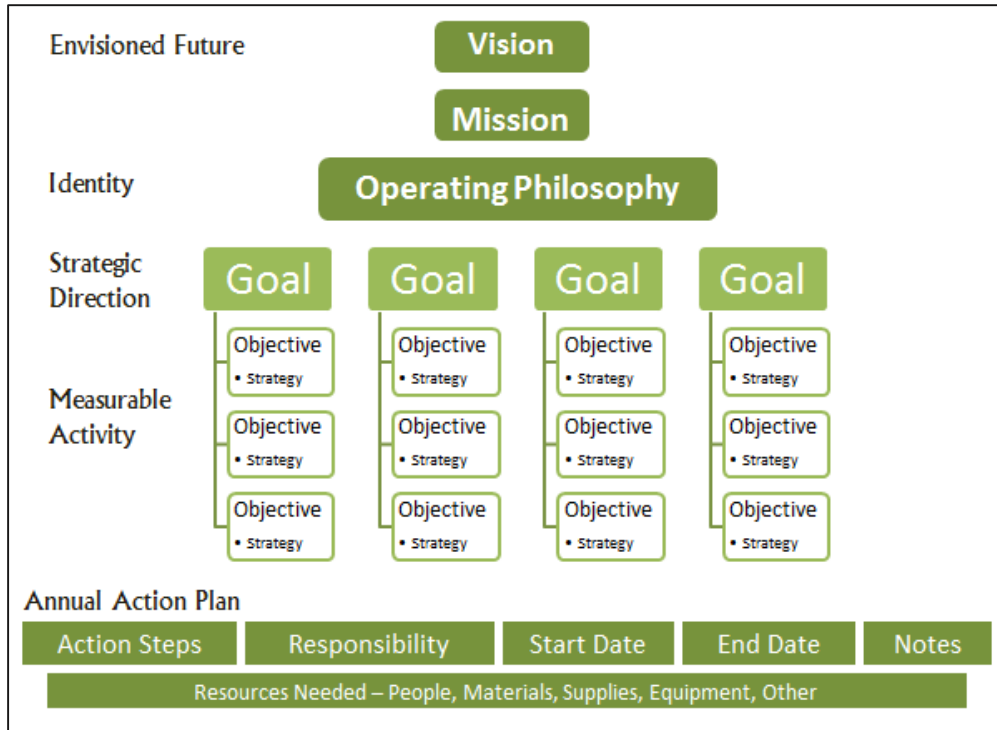 Envisioned Future
Vision
Mission
Identity
Operating Philosophy
Strategic
Direction
Goal
Goal
Goal
Goal
Measurable
Activity
Objective
• Strategy
Objective
• Strategy
Objective
• Strategy
Objective
• Strategy
Objective
• Strategy
Objective
• Strategy
Objective
• Strategy
Objective
• Strategy
Objective
• Strategy
Objective
• Strategy
Objective
• Strategy
Objective
• Strategy
Annual Action Plan
Action Steps
Responsibility
Start Date
End Date
Notes
Resources Needed – People, Materials, Supplies, Equipment, Other